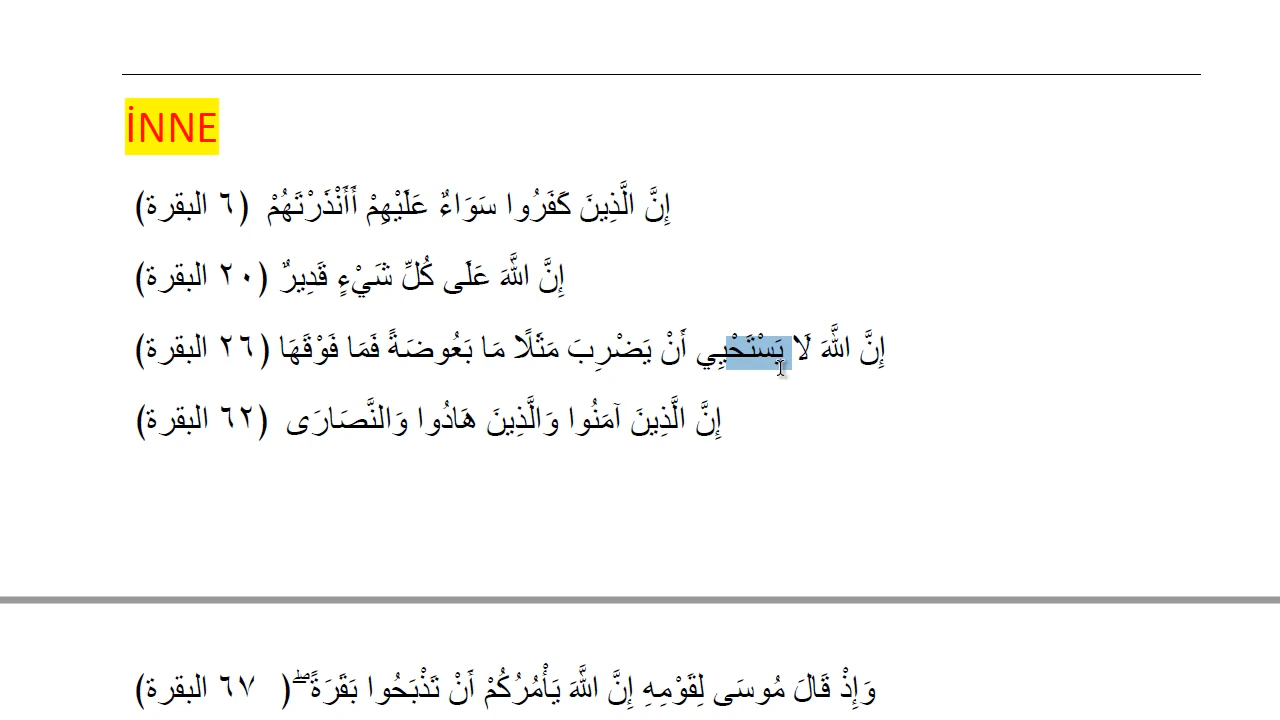 İNNE
إِنَّ الَّذِينَ كَفَرُوا سَوَاءٌ عَلَيْهِمْ أَأَنْذَرْتَهُمْ (٦ البقرة)
إِنَّ اللَّهَ عَلَى كُلِّ شَيْءٍ قَدِيرٌ (٢٠ البقرة)
إِنَّ اللَّهَ لَا يَسْتَحْيِي أَنْ يَضْرِبَ مَثَلًا مَا بَعُوضَةً فَمَا فَوْقَهَا (٢٦ البقرة)
إِنَّ الَّذِينَ آمَنُوا وَالَّذِينَ هَادُوا وَالنَّصَارَى (٦٢ البقرة)
وَإِذْ قَالَ مُوسَى لِقَوْمِهِ إِنَّ اللَّهَ يَأْمُرُكُمْ أَنْ تَذْبَحُوا بَقَرَةًۖ (٦٧ البقرة)